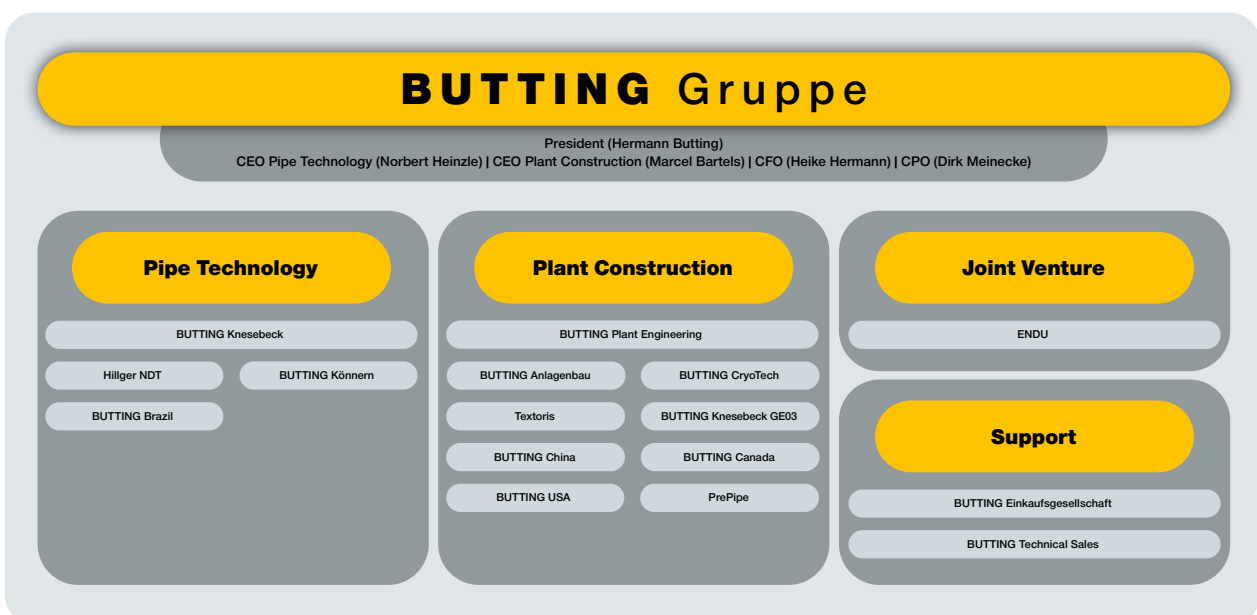 BUTTING Gruppe
President (Hermann Butting)
CEO Pipe Technology (Norbert Heinzle) | CEO Plant Construction (Marcel Bartels) | CFO (Heike Hermann) | CPO (Dirk Meinecke)
Pipe Technology
BUTTING Knesebeck
Hillger NDT
BUTTING Könnern
BUTTING Brazil
Plant Construction
BUTTING Plant Engineering
BUTTING Anlagenbau
BUTTING CryoTech
Textoris
BUTTING Knesebeck GE03
BUTTING China
BUTTING Canada
BUTTING USA
PrePipe
Joint Venture
ENDU
Support
BUTTING Einkaufsgesellschaft
BUTTING Technical Sales